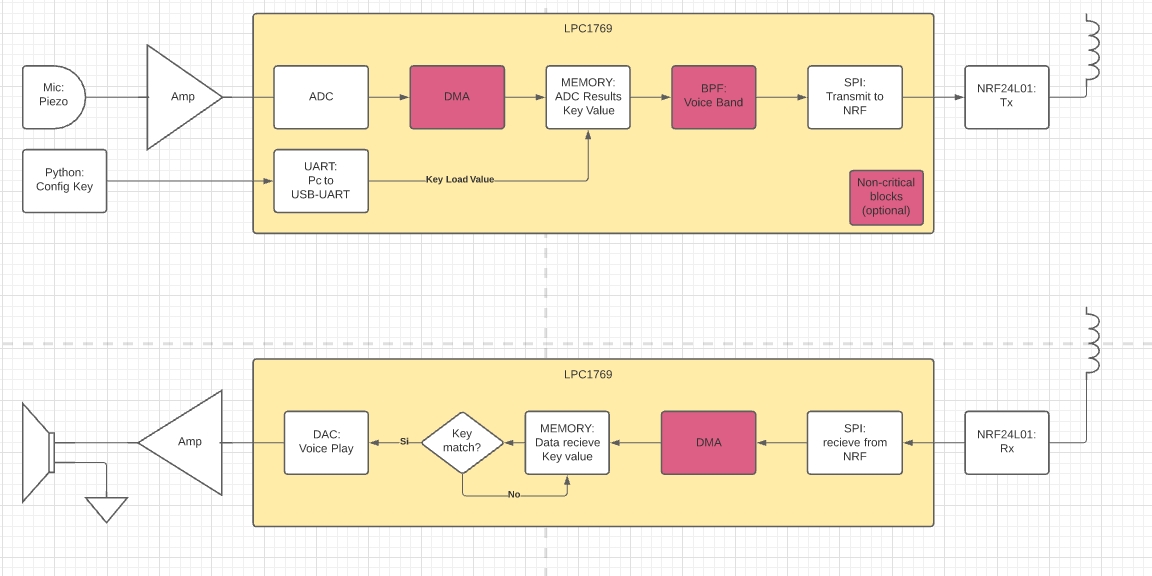 LPC1769
Mic:
Piezo
Amp
ADC
DMA
MEMORY:
ADC Results
Key Value
BPF:
Voice Band
SPI:
Transmit to
NRF
NRF24L01:
Tx
Python:
Config Key
UART:
Pc to
USB-UART
Key Load Value
Non-critical
blocks
(optional)
LPC1769
Amp
DAC:
Voice Play
Si
Key
match?
No
MEMORY:
Data recieve
Key value
DMA
SPI:
recieve from
NRF
NRF24L01:
Rx